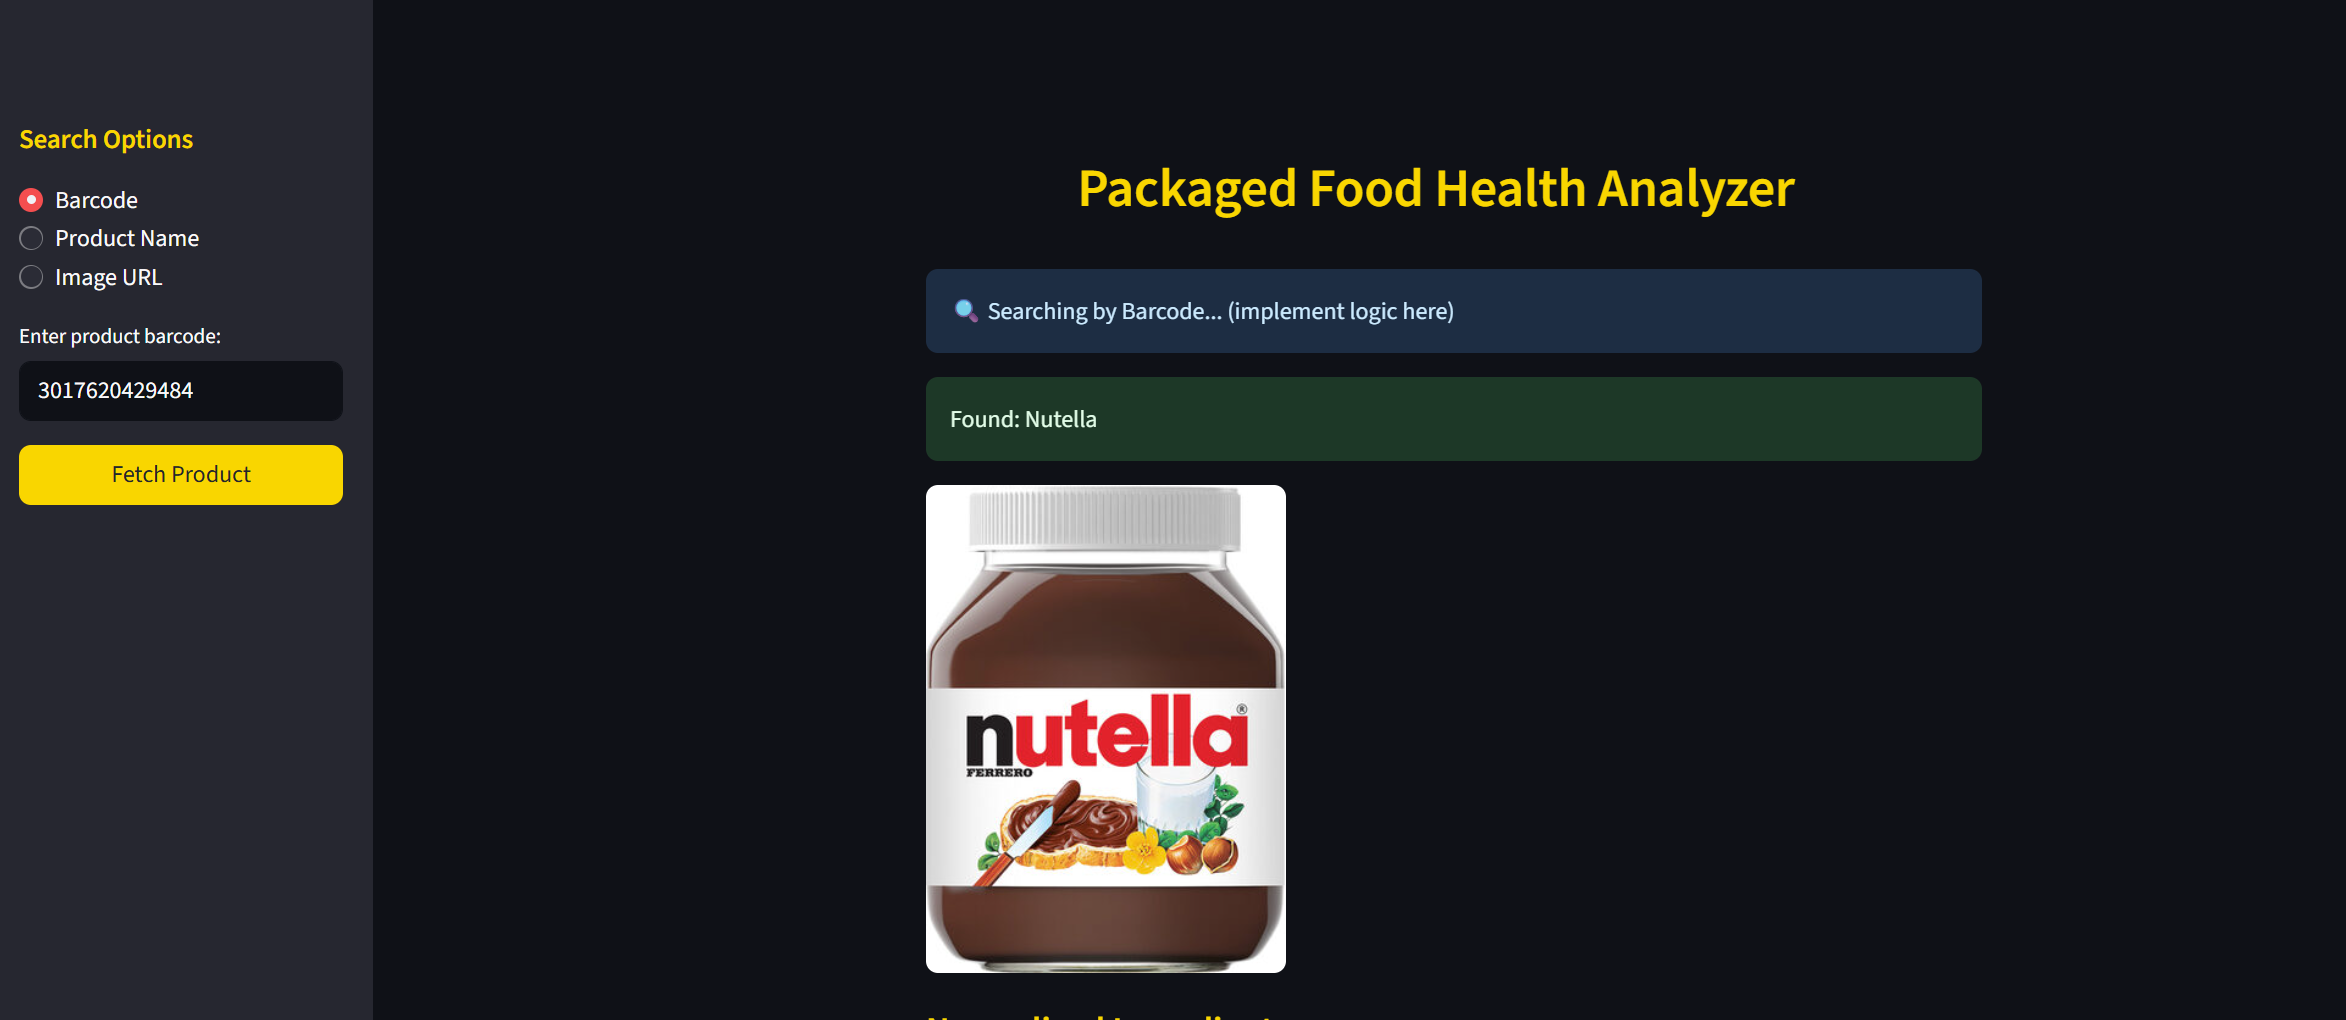 Search Options
Barcode
Product Name
Image URL
Enter product barcode:
3017620429484
Fetch Product
Packaged Food Health Analyzer
🔍 Searching by Barcode... (implement logic here)
Found: Nutella
nutella®
FERRERO